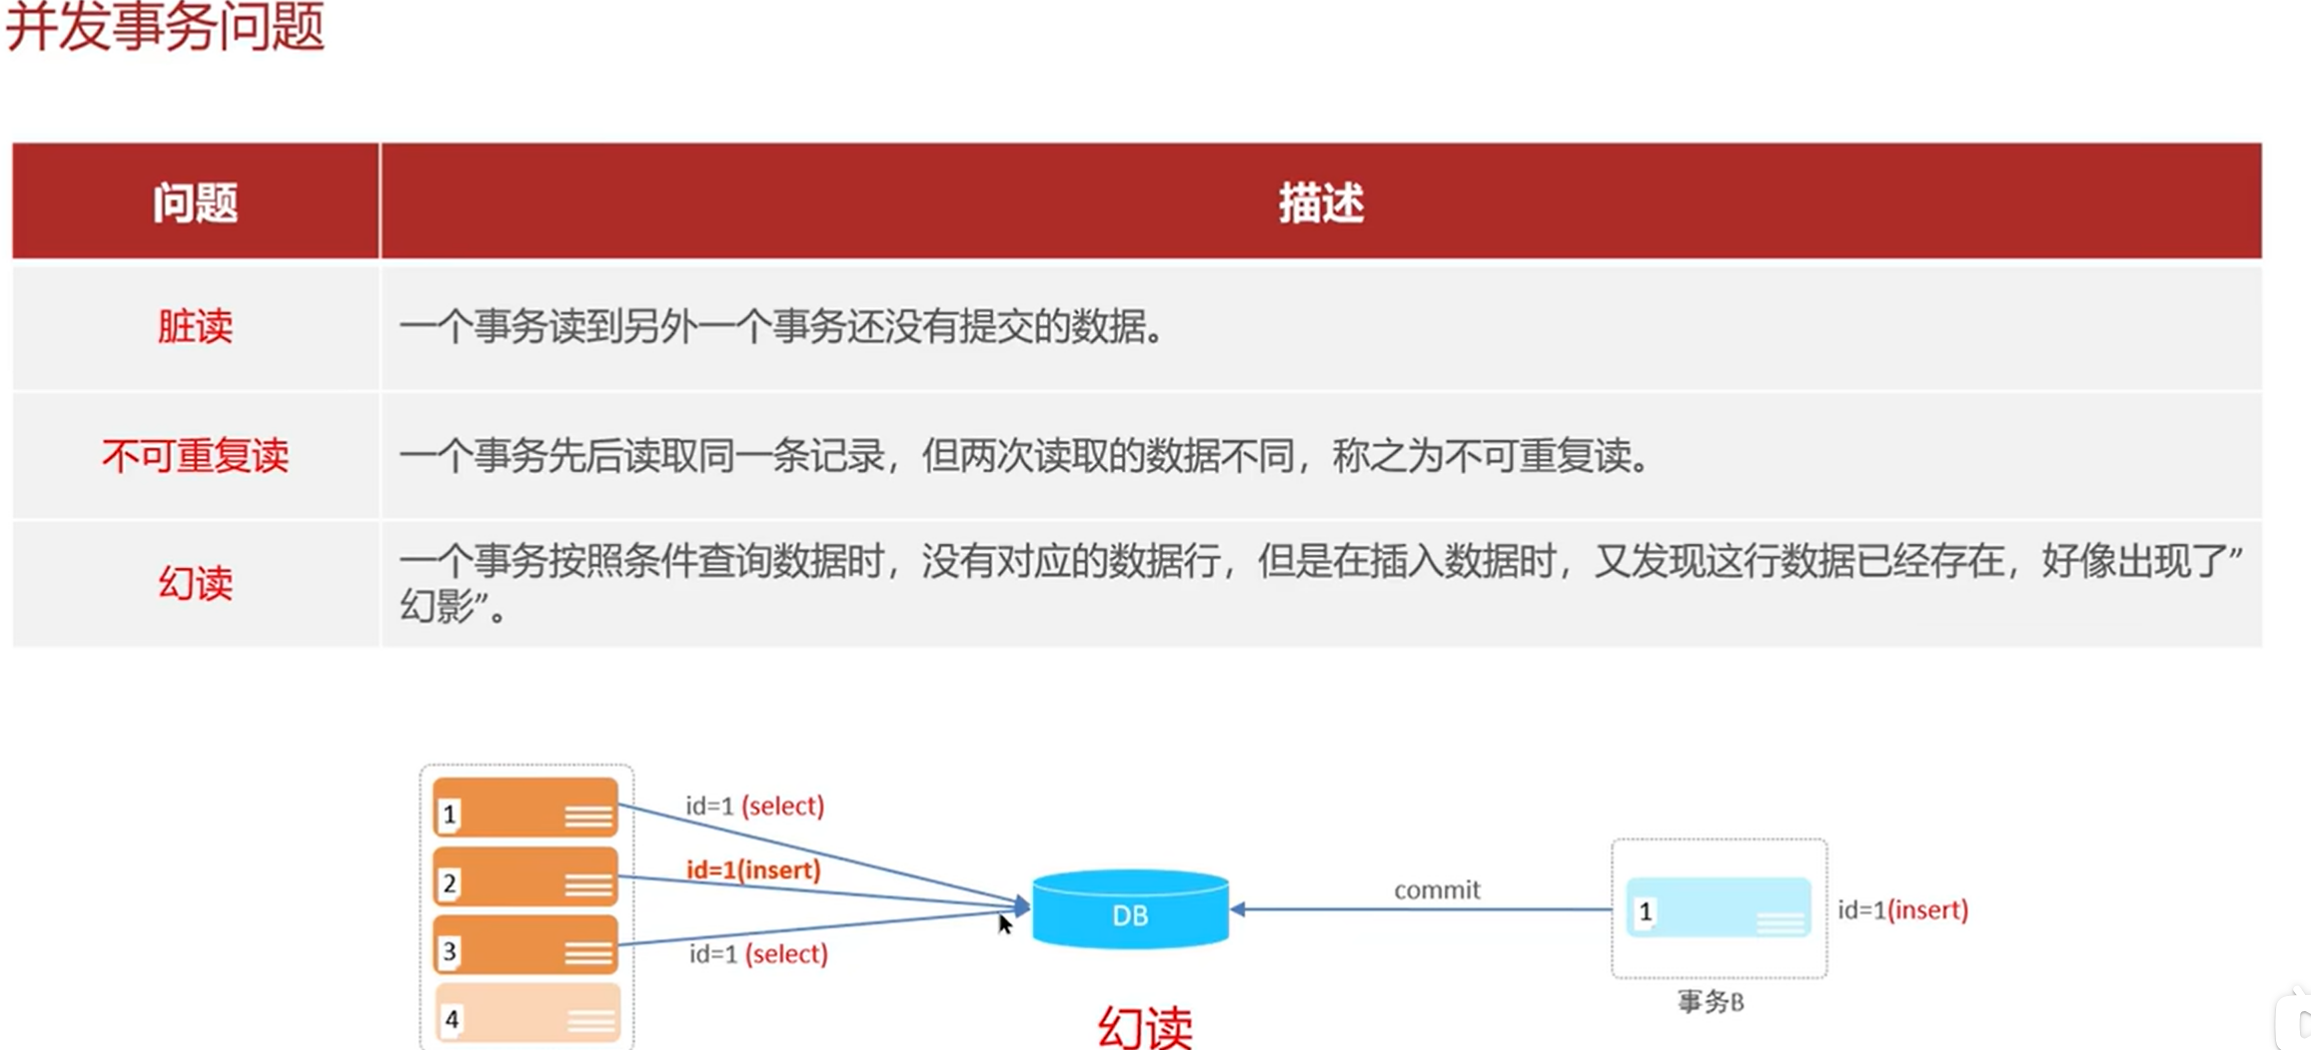 并发事务问题
问题
描述
脏读
一个事务读到另外一个事务还没有提交的数据。
不可重复读
一个事务先后读取同一条记录，但两次读取的数据不同，称之为不可重复读。
幻读
一个事务按照条件查询数据时，没有对应的数据行，但是在插入数据时，又发现这行数据已经存在，好像出现了”
幻影”。
1
id=1 (select)
2
id=1(insert)
3
id=1 (select)
4
DB
commit
1
id=1(insert)
事务B
幻读